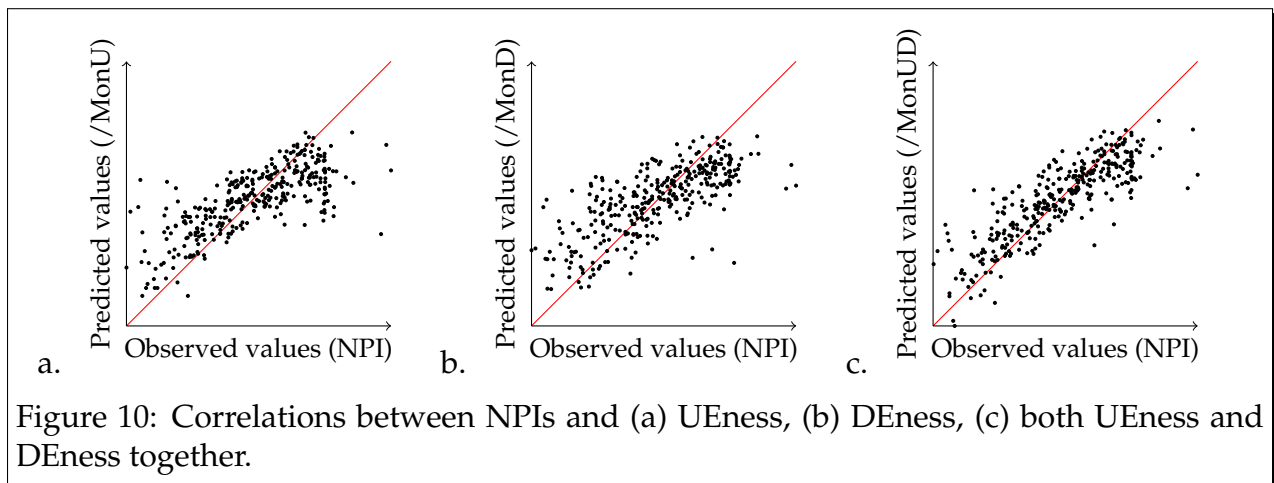 Predicted values (/MonU)
Observed values (NPI)
a.
Predicted values (/MonD)
Observed values (NPI)
b.
Predicted values (/MonUD)
Observed values (NPI)
c.
Figure 10: Correlations between NPIs and (a) UEness, (b) DEness, (c) both UEness and
DEness together.